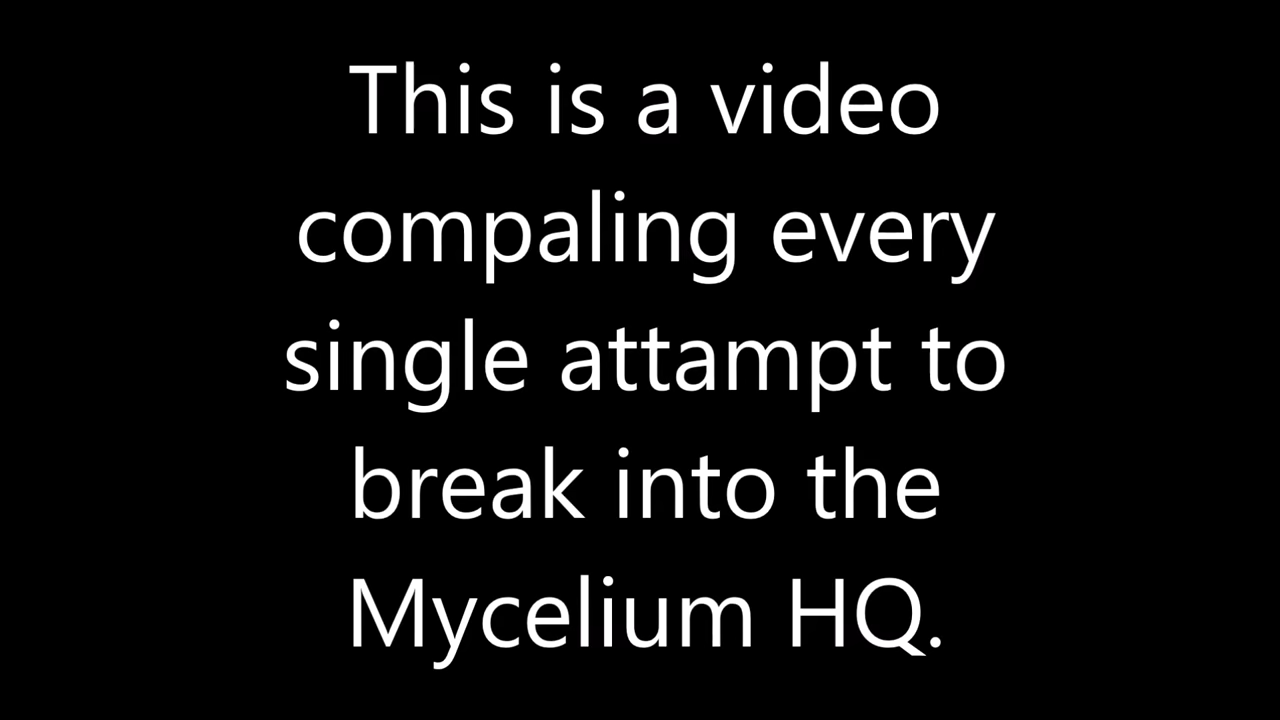 This is a video
compaling every
single attampt to
break into the
Mycelium HQ.